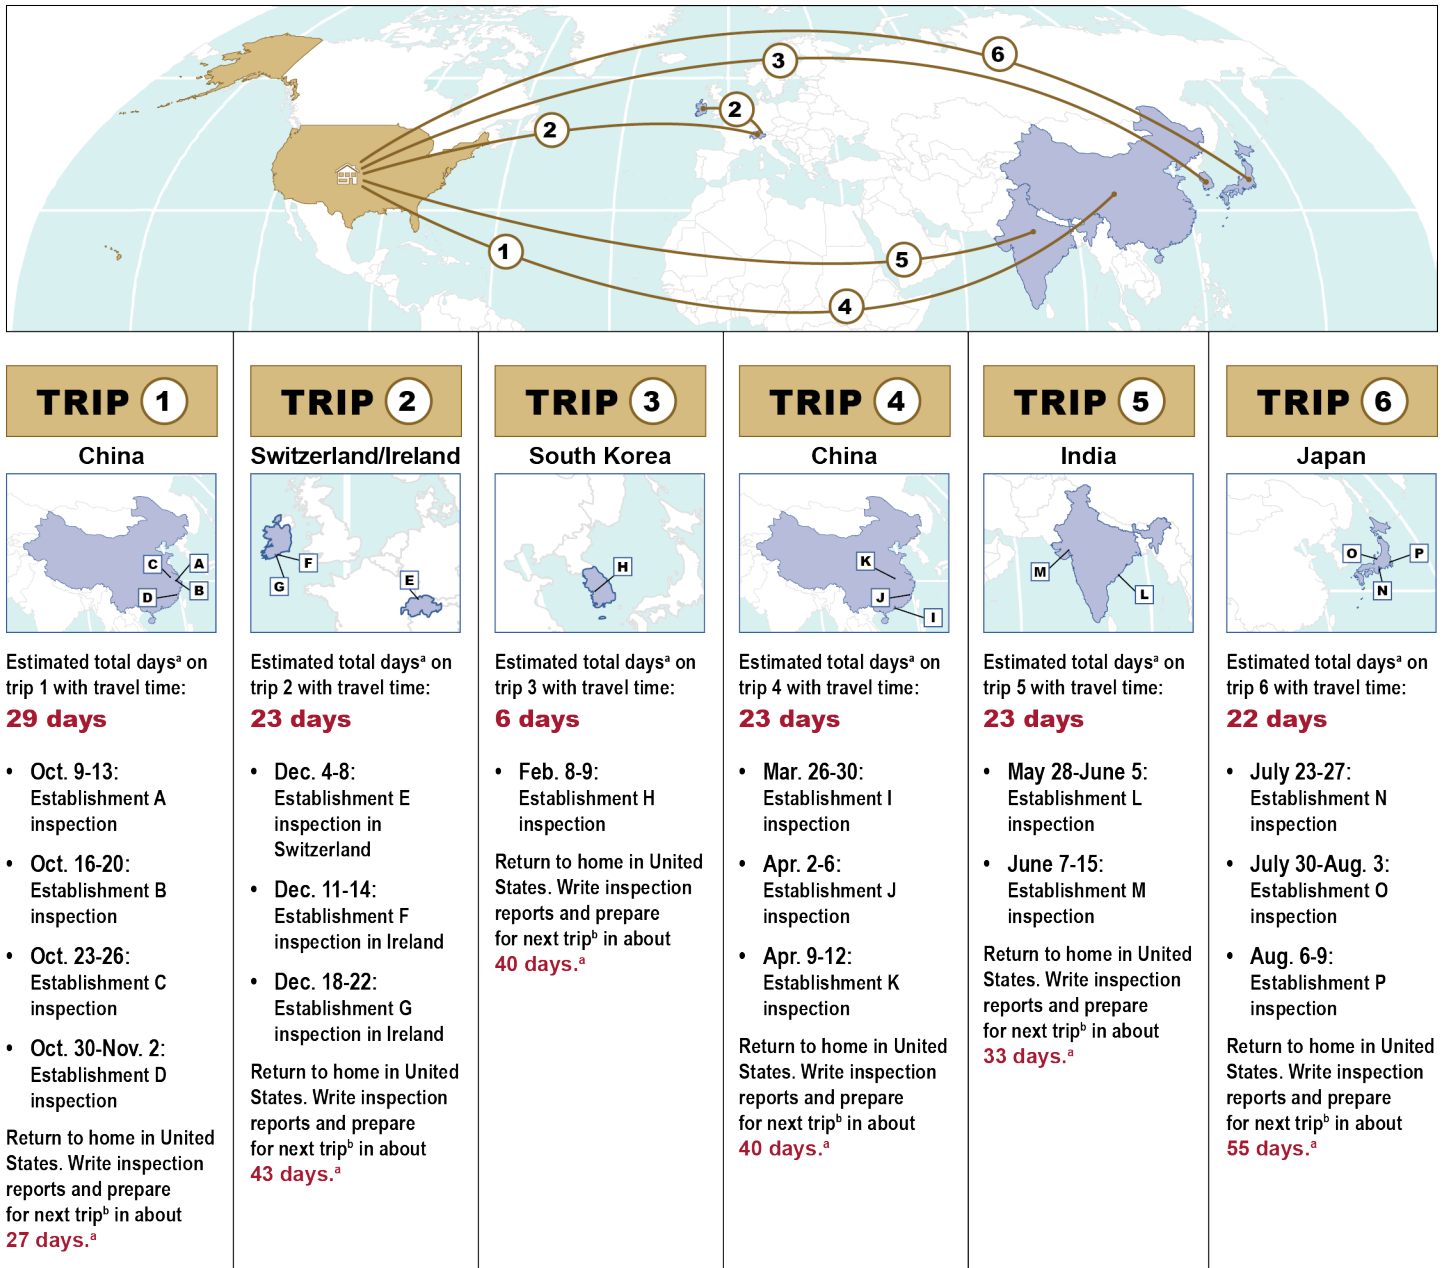 6
3
2
2
1
5
4
TRIP 1
China
C
A
B
D
Estimated total daysᵃ on
trip 1 with travel time:
29 days
• Oct. 9-13:
Establishment A
inspection
• Oct. 16-20:
Establishment B
inspection
• Oct. 23-26:
Establishment C
inspection
• Oct. 30-Nov. 2:
Establishment D
inspection
Return to home in United
States. Write inspection
reports and prepare
for next tripᵇ in about
27 days.ᵃ
TRIP 2
Switzerland/Ireland
F
G
E
Estimated total daysᵃ on
trip 2 with travel time:
23 days
• Dec. 4-8:
Establishment E
inspection in
Switzerland
• Dec. 11-14:
Establishment F
inspection in Ireland
• Dec. 18-22:
Establishment G
inspection in Ireland
Return to home in United
States. Write inspection
reports and prepare
for next tripᵇ in about
43 days.ᵃ
TRIP 3
South Korea
H
Estimated total daysᵃ on
trip 3 with travel time:
6 days
• Feb. 8-9:
Establishment H
inspection
Return to home in United
States. Write inspection
reports and prepare
for next tripᵇ in about
40 days.ᵃ
TRIP 4
China
K
J
I
Estimated total daysᵃ on
trip 4 with travel time:
23 days
• Mar. 26-30:
Establishment I
inspection
• Apr. 2-6:
Establishment J
inspection
• Apr. 9-12:
Establishment K
inspection
Return to home in United
States. Write inspection
reports and prepare
for next tripᵇ in about
40 days.ᵃ
TRIP 5
India
M
L
Estimated total daysᵃ on
trip 5 with travel time:
23 days
• May 28-June 5:
Establishment L
inspection
• June 7-15:
Establishment M
inspection
Return to home in United
States. Write inspection
reports and prepare
for next tripᵇ in about
33 days.ᵃ
TRIP 6
Japan
O
P
N
Estimated total daysᵃ on
trip 6 with travel time:
22 days
• July 23-27:
Establishment N
inspection
• July 30-Aug. 3:
Establishment O
inspection
• Aug. 6-9:
Establishment P
inspection
Return to home in United
States. Write inspection
reports and prepare
for next tripᵇ in about
55 days.ᵃ